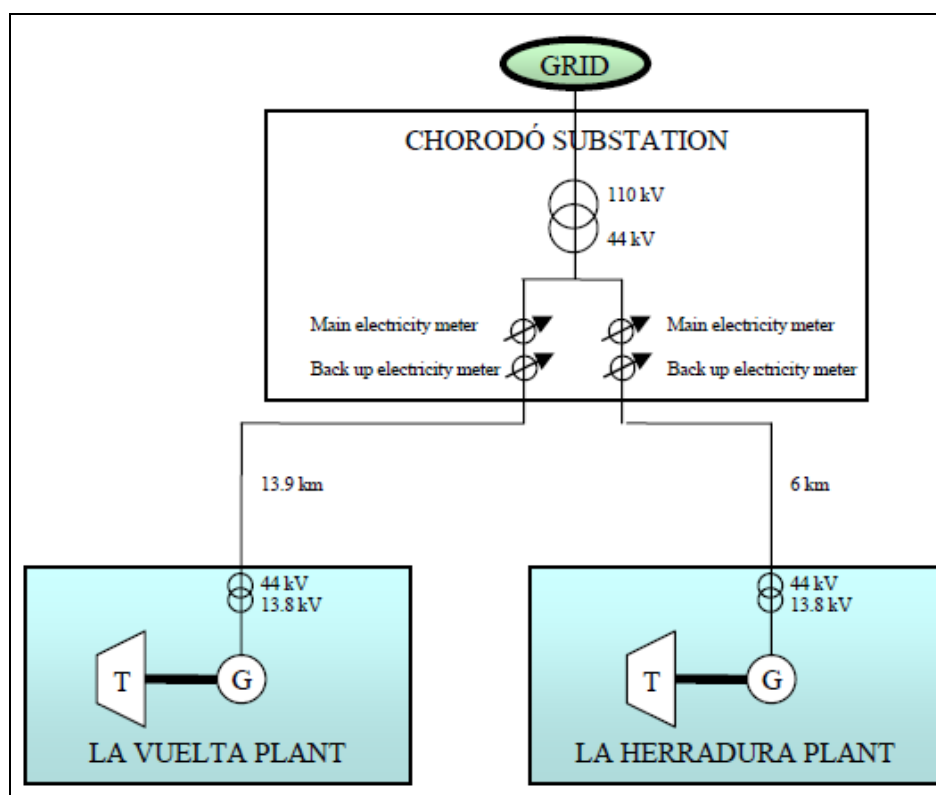 GRID
CHORODÓ SUBSTATION
110 kV
44 kV
Main electricity meter
Main electricity meter
Back up electricity meter
Back up electricity meter
13.9 km
6 km
44 kV
13.8 kV
44 kV
13.8 kV
T
G
T
G
LA VUELTA PLANT
LA HERRADURA PLANT